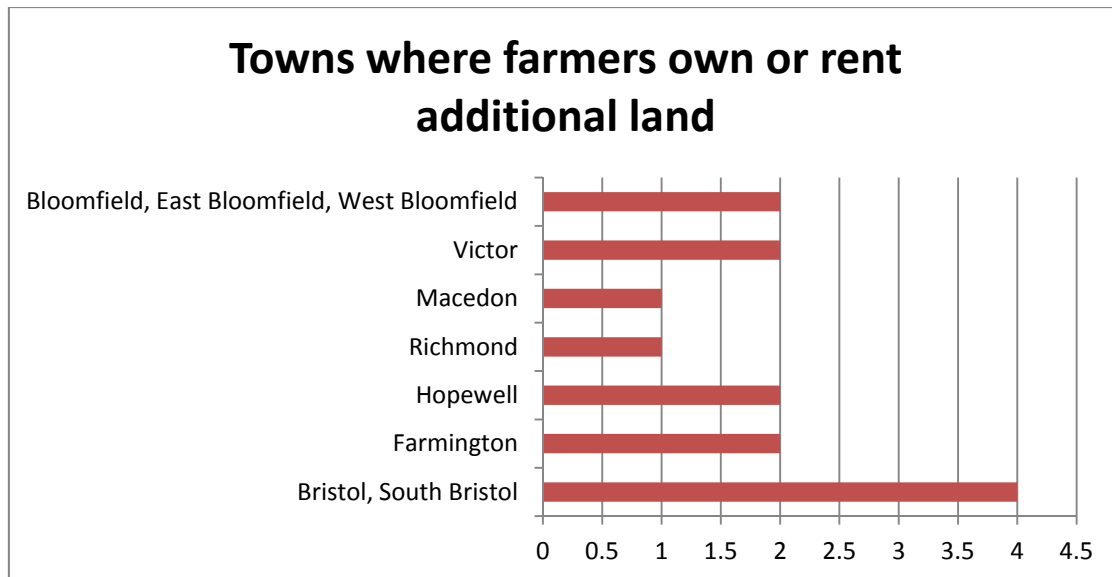 Towns where farmers own or rent
additional land
Bloomfield, East Bloomfield, West Bloomfield
Victor
Macedon
Richmond
Hopewell
Farmington
Bristol, South Bristol
0 0.5 1 1.5 2 2.5 3 3.5 4 4.5